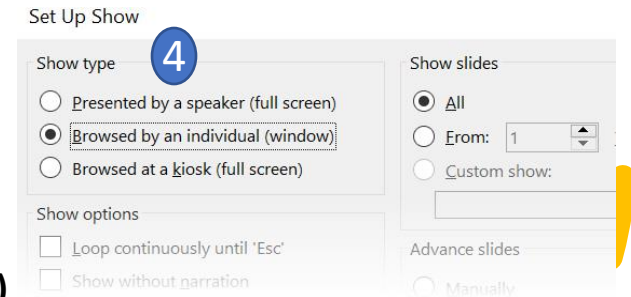 Set Up Show
Show type
4
Presented by a speaker (full screen)
Browsed by an individual (window)
Browsed at a kiosk (full screen)
Show options
Loop continuously until 'Esc'
Show without narration
)
Show slides
All
From: 1
Custom show:
Advance slides
Manually